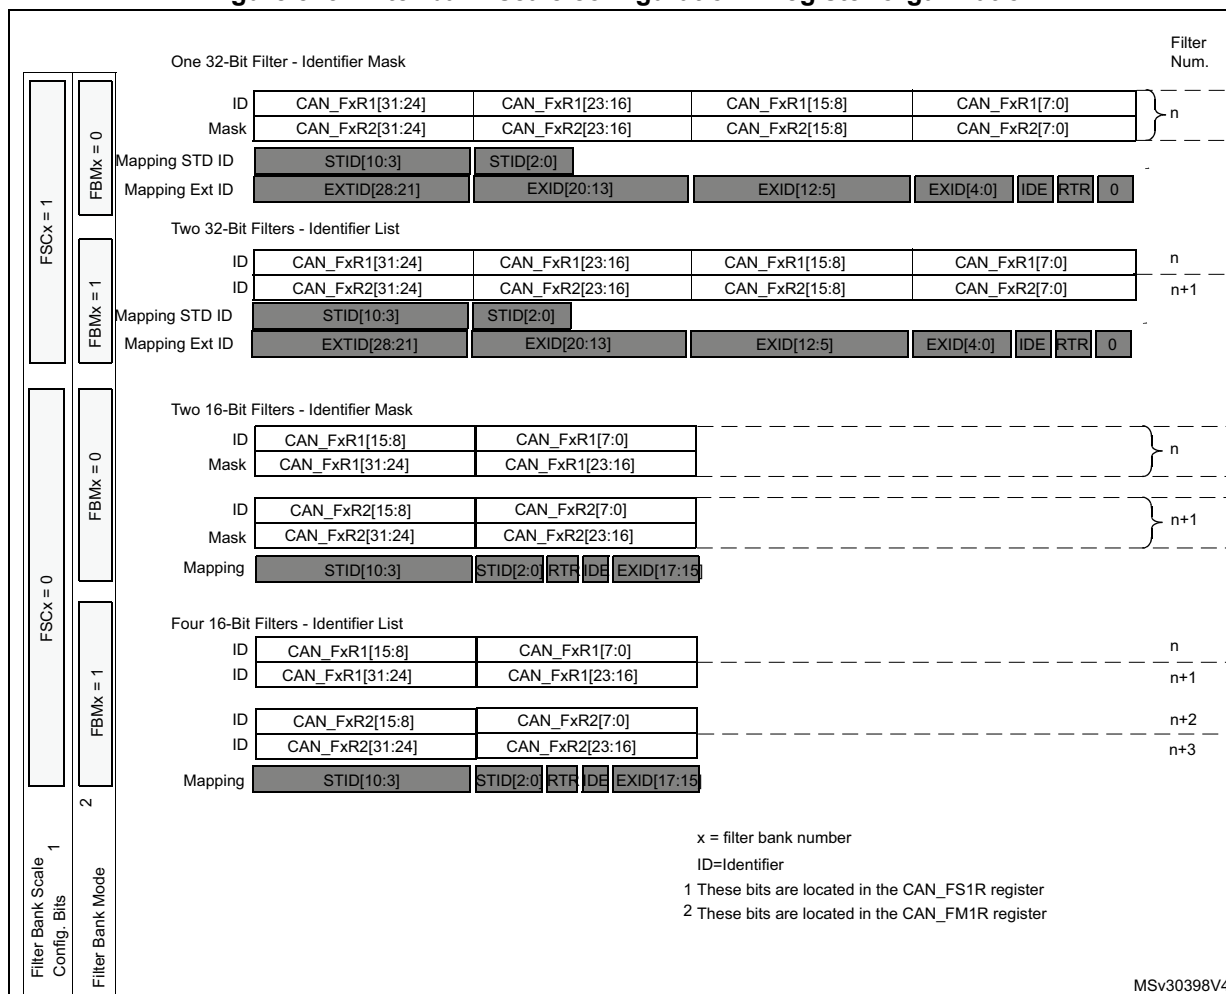 Filter
Num.
One 32-Bit Filter - Identifier Mask
ID CAN_FxR1[31:24] CAN_FxR1[23:16] CAN_FxR1[15:8] CAN_FxR1[7:0]
n
Mask CAN_FxR2[31:24] CAN_FxR2[23:16] CAN_FxR2[15:8] CAN_FxR2[7:0]
Mapping STD ID STID[10:3] STID[2:0]
Mapping Ext ID EXTID[28:21] EXID[20:13] EXID[12:5] EXID[4:0] IDE RTR 0
Two 32-Bit Filters - Identifier List
ID CAN_FxR1[31:24] CAN_FxR1[23:16] CAN_FxR1[15:8] CAN_FxR1[7:0] n
ID CAN_FxR2[31:24] CAN_FxR2[23:16] CAN_FxR2[15:8] CAN_FxR2[7:0] n+1
Mapping STD ID STID[10:3] STID[2:0]
Mapping Ext ID EXTID[28:21] EXID[20:13] EXID[12:5] EXID[4:0] IDE RTR 0
Two 16-Bit Filters - Identifier Mask
ID CAN_FxR1[15:8] CAN_FxR1[7:0]
n
Mask CAN_FxR1[31:24] CAN_FxR1[23:16]
ID CAN_FxR2[15:8] CAN_FxR2[7:0]
n+1
Mask CAN_FxR2[31:24] CAN_FxR2[23:16]
Mapping STID[10:3] STID[2:0] RTR IDE EXID[17:15]
Four 16-Bit Filters - Identifier List
ID CAN_FxR1[15:8] CAN_FxR1[7:0] n
ID CAN_FxR1[31:24] CAN_FxR1[23:16] n+1
ID CAN_FxR2[15:8] CAN_FxR2[7:0] n+2
ID CAN_FxR2[31:24] CAN_FxR2[23:16] n+3
Mapping STID[10:3] STID[2:0] RTR IDE EXID[17:15]
FSCx = 1
FBMx = 0
FBMx = 1
FSCx = 0
FBMx = 0
FBMx = 1
Filter Bank Scale
Config. Bits
1
Filter Bank Mode
2
x = filter bank number
ID=Identifier
1 These bits are located in the CAN_FS1R register
2 These bits are located in the CAN_FM1R register
MSv30398V4